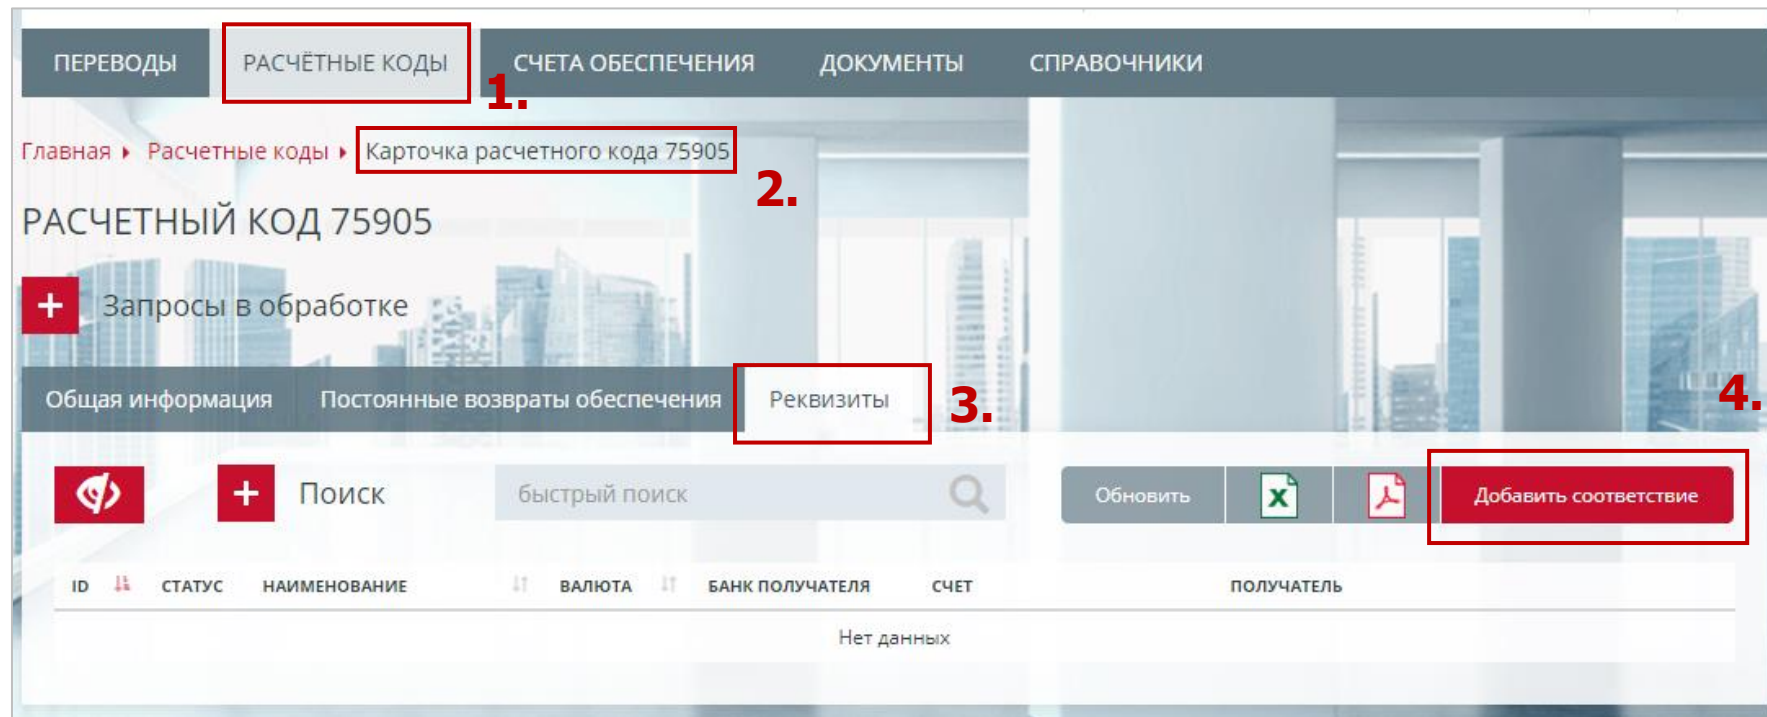 ПЕРЕВОДЫ РАСЧЁТНЫЕ КОДЫ СЧЕТА ОБЕСПЕЧЕНИЯ ДОКУМЕНТЫ СПРАВОЧНИКИ
1.
Главная Расчетные коды Карточка расчетного кода 75905
2.
РАСЧЕТНЫЙ КОД 75905
+ Запросы в обработке
Общая информация Постоянные возвраты обеспечения Реквизиты 3. 4.
+ Поиск быстрый поиск Обновить X Добавить соответствие
ID СТАТУС НАИМЕНОВАНИЕ ВАЛЮТА БАНК ПОЛУЧАТЕЛЯ СЧЕТ ПОЛУЧАТЕЛЬ
Нет данных